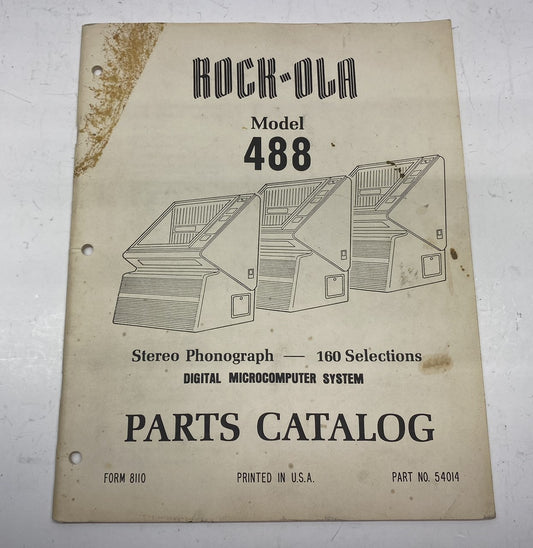 ROCK-OLA
Model
488
Stereo Phonograph — 160 Selections
DIGITAL MICROCOMPUTER SYSTEM
PARTS CATALOG
FORM 8110 PRINTED IN U.S.A. PART NO. 54014